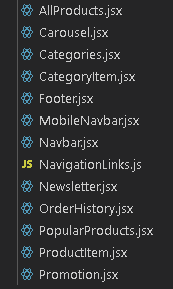 AllProducts.jsx
Carousel.jsx
Categories.jsx
CategoryItem.jsx
Footer.jsx
MobileNavbar.jsx
Navbar.jsx
JS NavigationLinks.js
Newsletter.jsx
OrderHistory.jsx
PopularProducts.jsx
ProductItem.jsx
Promotion.jsx